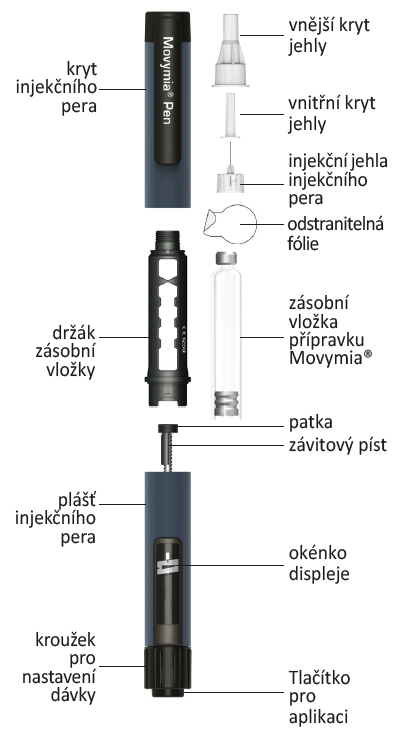 kryt
injekčního
pera
Movymia® Pen
vnější kryt
jehly
vnitřní kryt
jehly
injekční jehla
injekčního
pera
odstranitelná
fólie
držák
zásobní
vložky
zásobní
vložka
přípravku
Movymia®
patka
závitový píst
plášť
injekčního
pera
okénko
displeje
kroužek
pro
nastavení
dávky
Tlačítko
pro
aplikaci